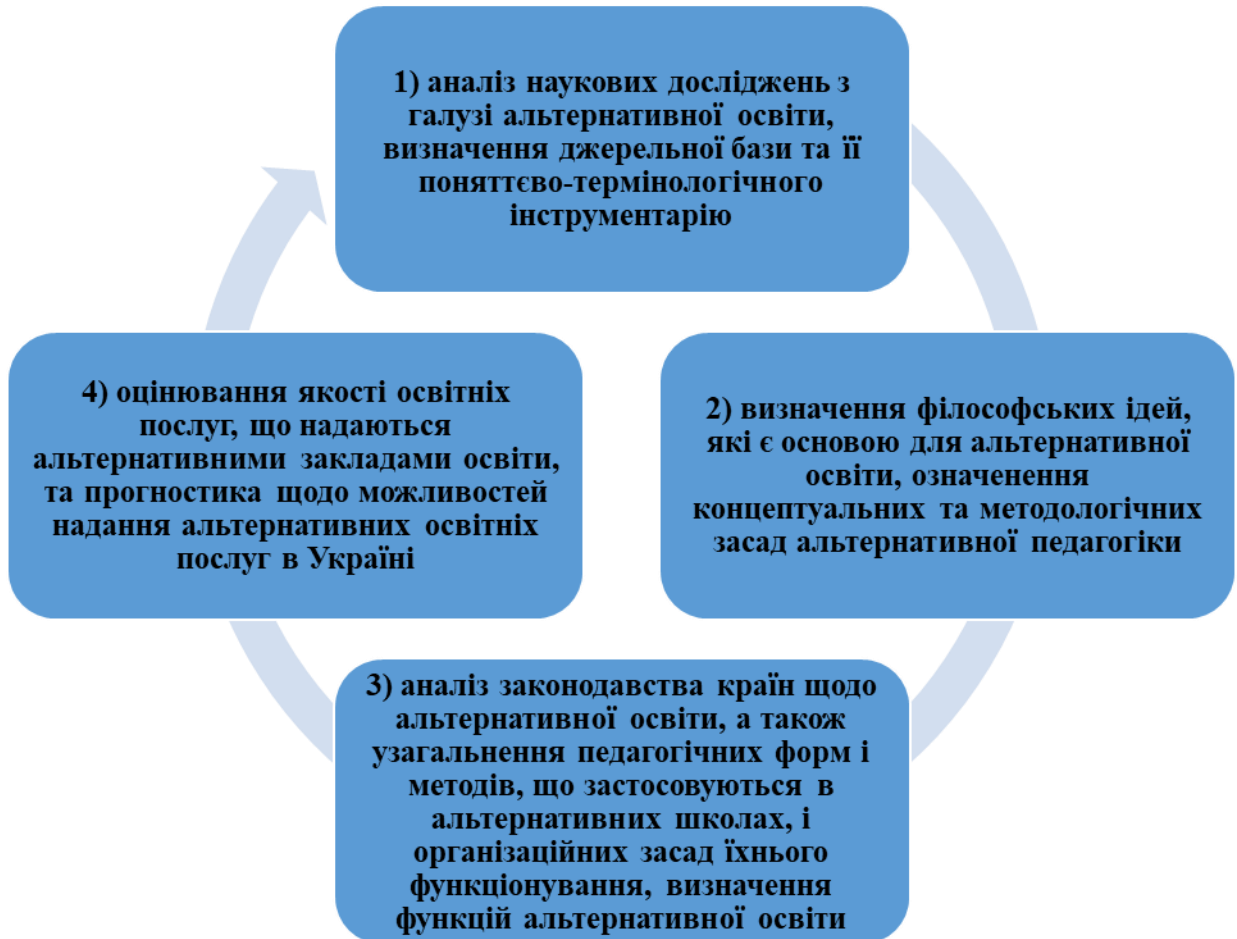 1) аналіз наукових досліджень з
галузі альтернативної освіти,
визначення джерельної бази та її
поняттєво-термінологічного
інструментарію
2) визначення філософських ідей,
які є основою для альтернативної
освіти, означенення
концептуальних та методологічних
засад альтернативної педагогіки
3) аналіз законодавства країн щодо
альтернативної освіти, а також
узагальнення педагогічних форм і
методів, що застосовуються в
альтернативних школах, і
організаційних засад їхнього
функціонування, визначення
функцій альтернативної освіти
4) оцінювання якості освітніх
послуг, що надаються
альтернативними закладами освіти,
та прогностика щодо можливостей
надання альтернативних освітніх
послуг в Україні